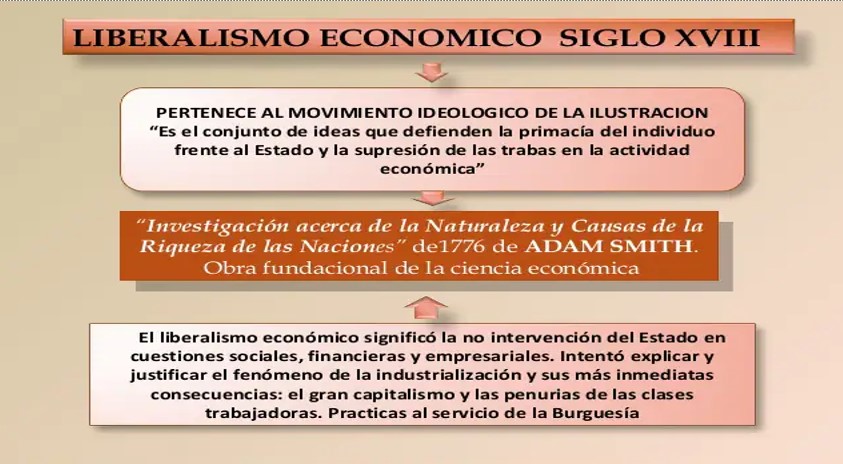 LIBERALISMO ECONOMICO SIGLO XVIII
PERTENECE AL MOVIMIENTO IDEOLOGICO DE LA ILUSTRACION
“Es el conjunto de ideas que defienden la primacía del individuo
frente al Estado y la supresión de las trabas en la actividad
económica”
“Investigación acerca de la Naturaleza y Causas de la
Riqueza de las Naciones” de1776 de ADAM SMITH.
Obra fundacional de la ciencia económica
El liberalismo económico significó la no intervención del Estado en
cuestiones sociales, financieras y empresariales. Intentó explicar y
justificar el fenómeno de la industrialización y sus más inmediatas
consecuencias: el gran capitalismo y las penurias de las clases
trabajadoras. Practicas al servicio de la Burguesía